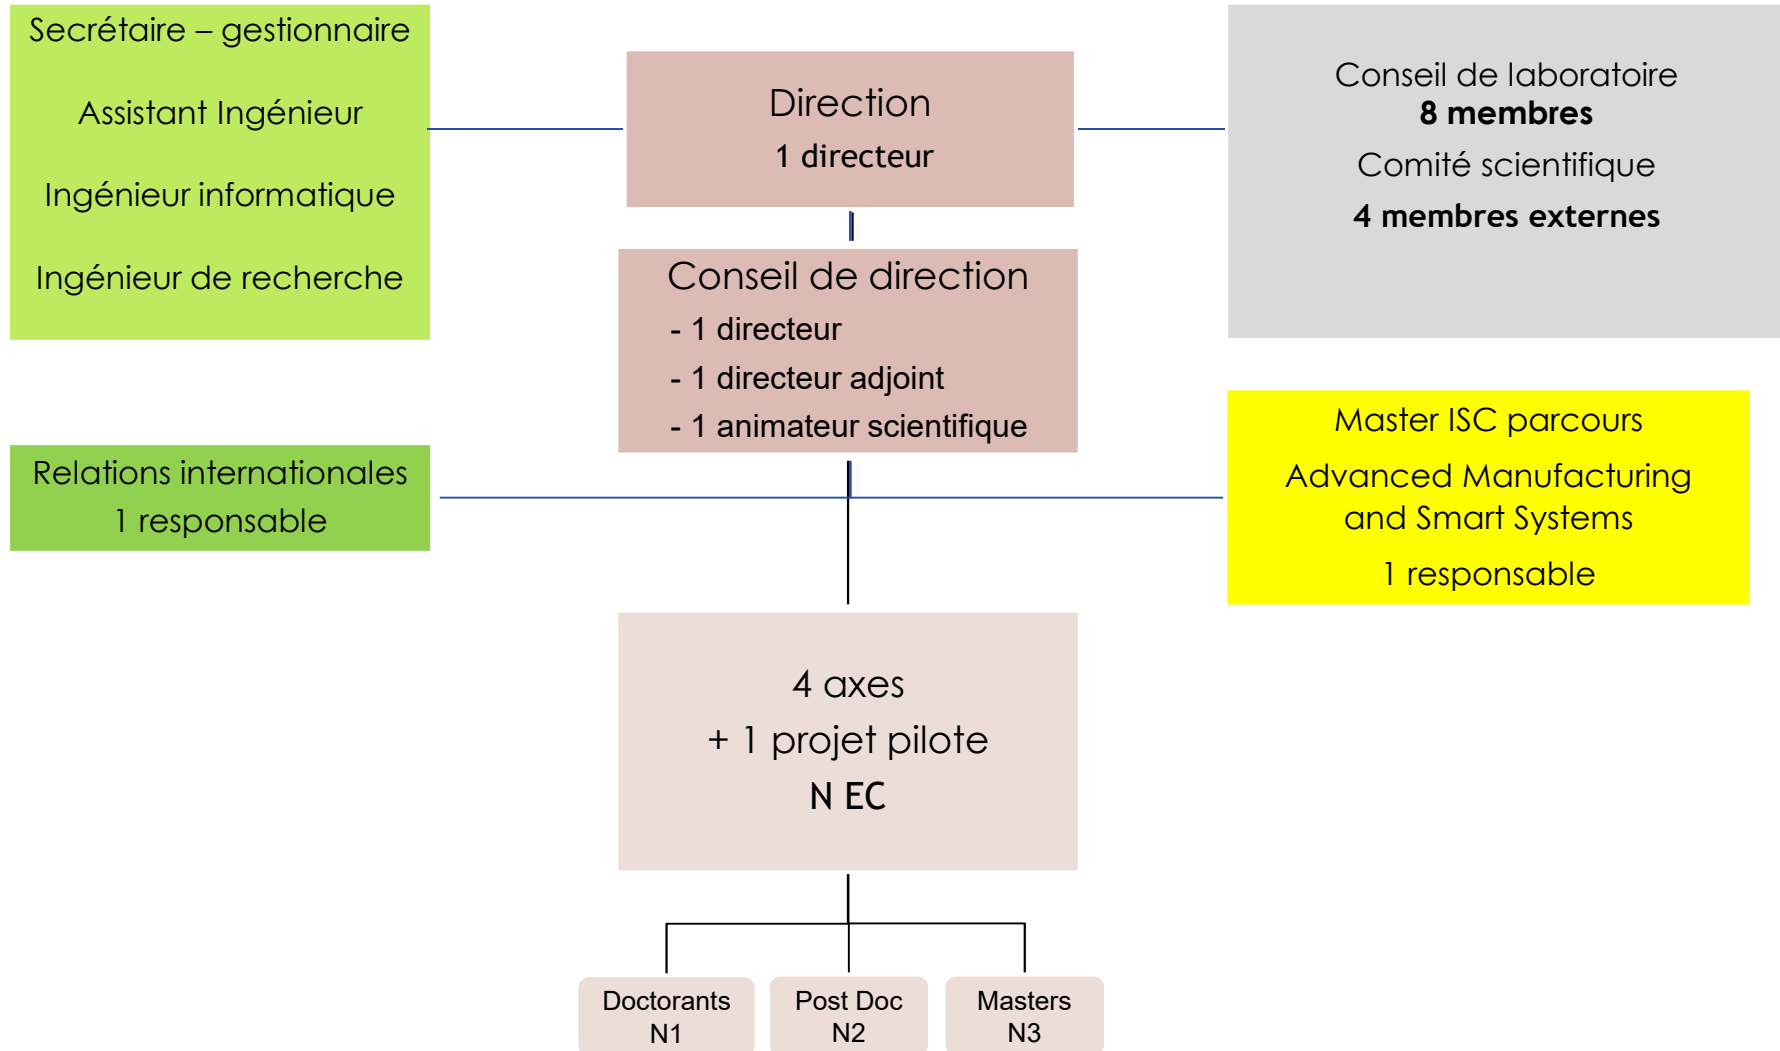 Secrétaire – gestionnaire
Assistant Ingénieur
Ingénieur informatique
Ingénieur de recherche
Direction
1 directeur
Conseil de laboratoire
8 membres
Comité scientifique
4 membres externes
Conseil de direction
- 1 directeur
- 1 directeur adjoint
- 1 animateur scientifique
Relations internationales
1 responsable
Master ISC parcours
Advanced Manufacturing
and Smart Systems
1 responsable
4 axes
+ 1 projet pilote
N EC
Doctorants
N1
Post Doc
N2
Masters
N3